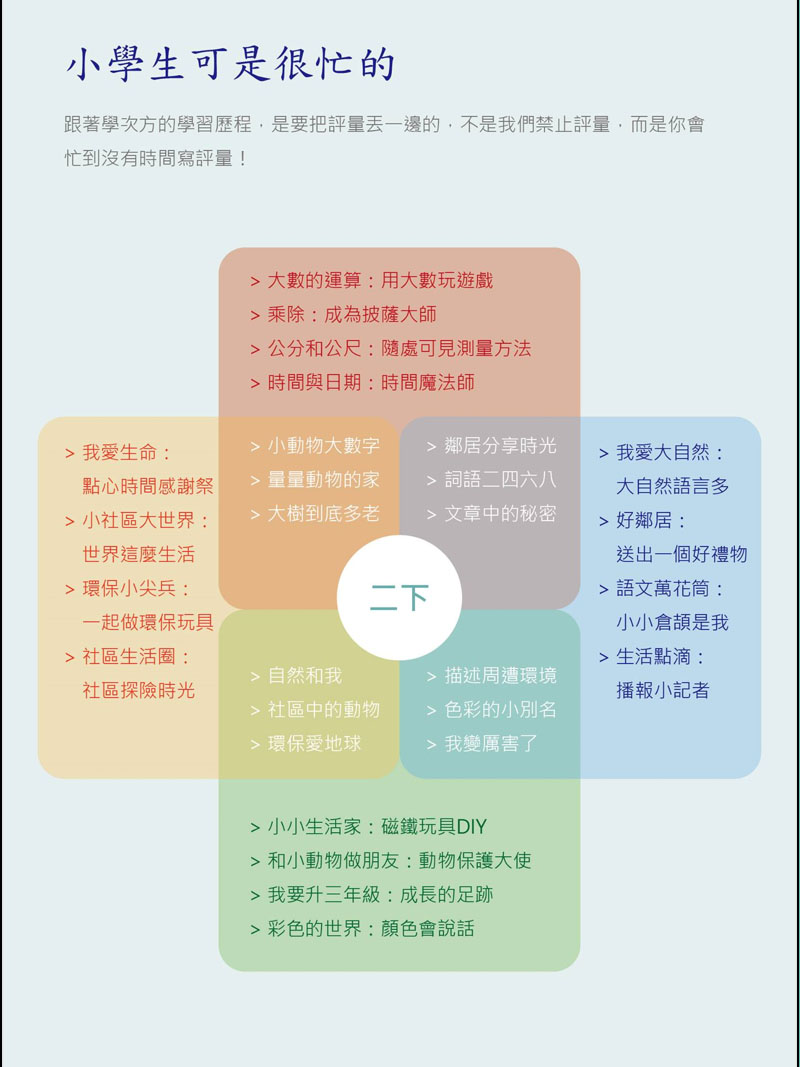 小學生可是很忙的
跟著學次方的學習歷程，是要把評量丟一邊的，不是我們禁止評量，而是你會
忙到沒有時間寫評量！
> 大數的運算：用大數玩遊戲
> 乘除：成為披薩大師
> 公分和公尺：隨處可見測量方法
> 時間與日期：時間魔法師
> 我愛生命：
點心時間感謝祭
> 小社區大世界：
世界這麼生活
> 環保小尖兵：
一起做環保玩具
> 社區生活圈：
社區探險時光
> 小動物大數字
> 量量動物的家
> 大樹到底多老
> 鄰居分享時光
> 詞語二四六八
> 文章中的秘密
> 我愛大自然：
大自然語言多
> 好鄰居：
送出一個好禮物
> 語文萬花筒：
小小倉頡是我
> 生活點滴：
播報小記者
二下
> 自然和我
> 社區中的動物
> 環保愛地球
> 描述周遭環境
> 色彩的小別名
> 我變厲害了
> 小小生活家：磁鐵玩具DIY
> 和小動物做朋友：動物保護大使
> 我要升三年級：成長的足跡
> 彩色的世界：顏色會說話